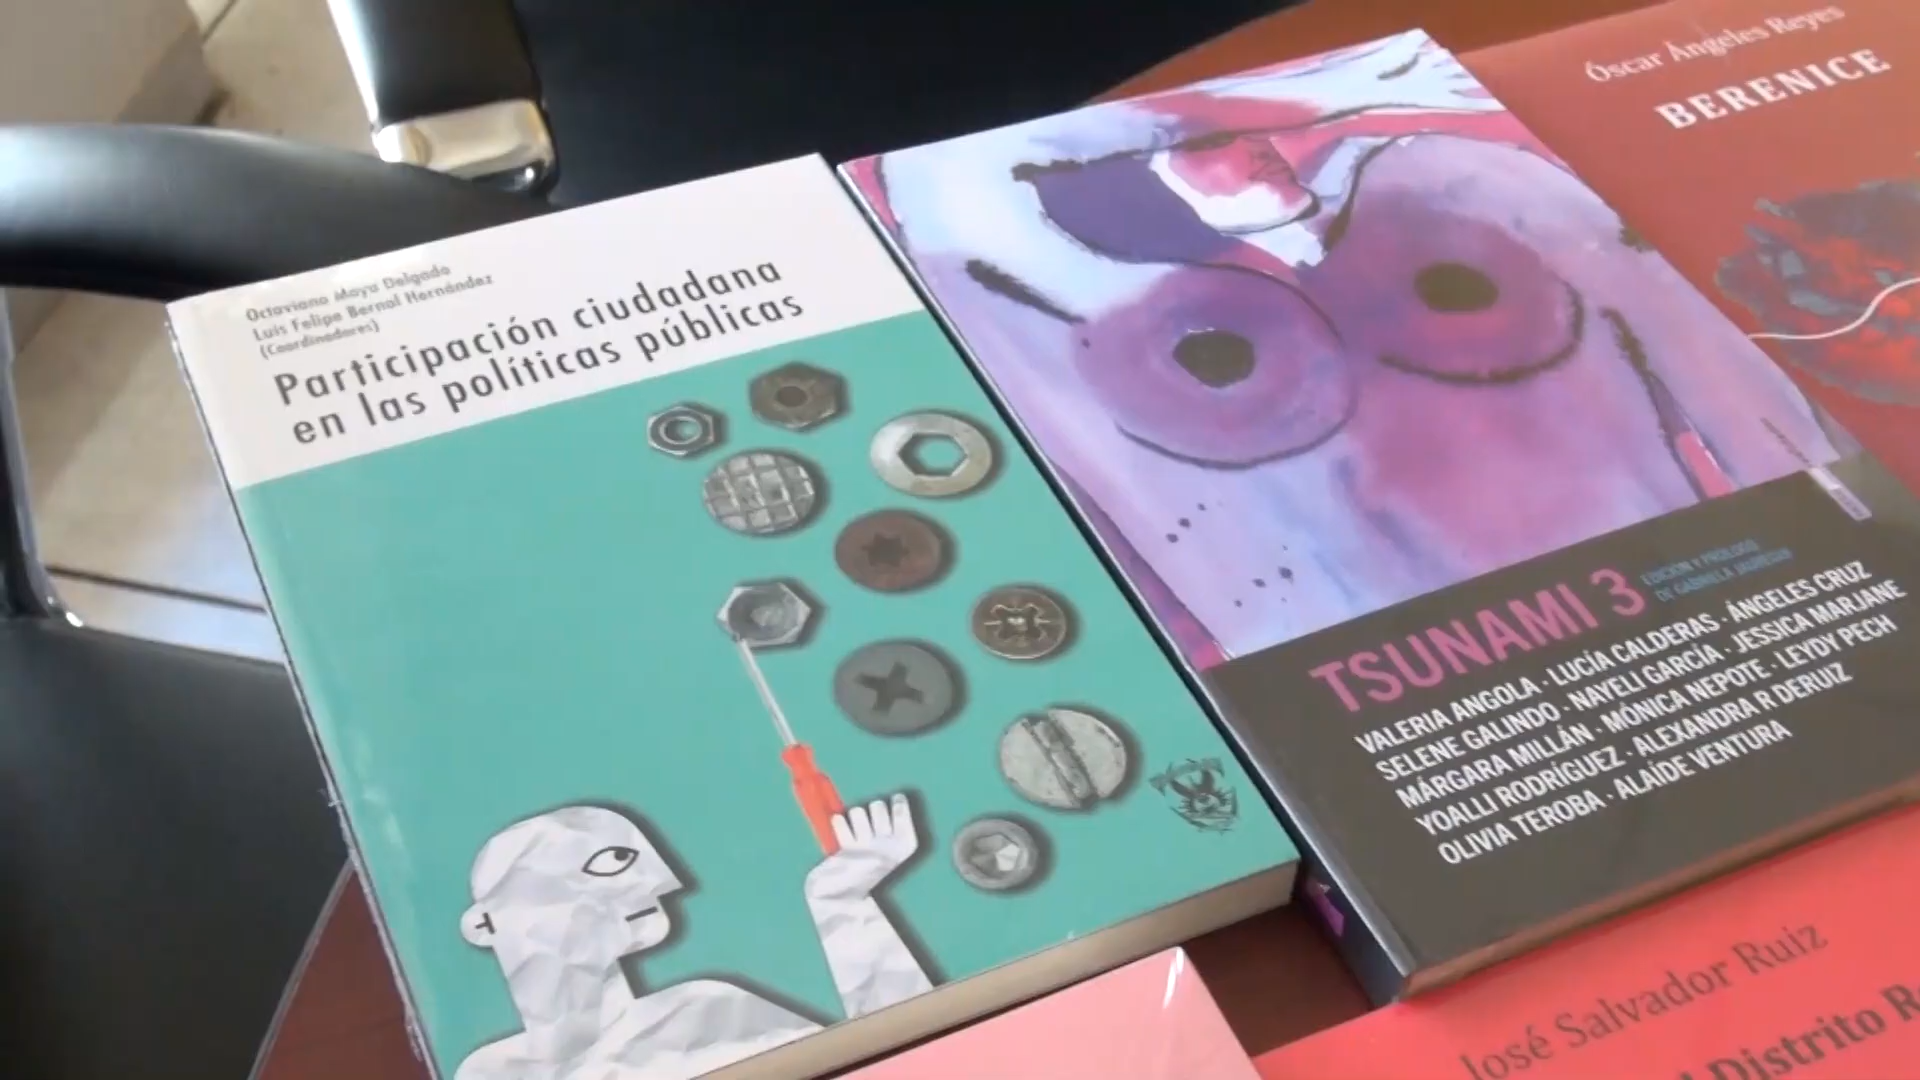 Octaviano Maya Delgado
Luis Felipe Bernal Hernández
(Coordinadores)
Participación ciudadana
en las políticas públicas
TSUNAMI 3
EDICIÓN Y PRÓLOGO
DE GABRIELA JAUREGUI
VALERIA ANGOLA · LUCÍA CALDERAS · ÁNGELES CRUZ
SELENE GALINDO · NAYELI GARCÍA · JESSICA MARJANE
MÁRGARA MILLÁN · MÓNICA NEPOTE · LEYDY PECH
YOALLI RODRÍGUEZ · ALEXANDRA R DERUIZ
OLIVIA TEROBA · ALAÍDE VENTURA
Óscar Ángeles Reyes
BERENICE
José Salvador Ruiz
Distrito